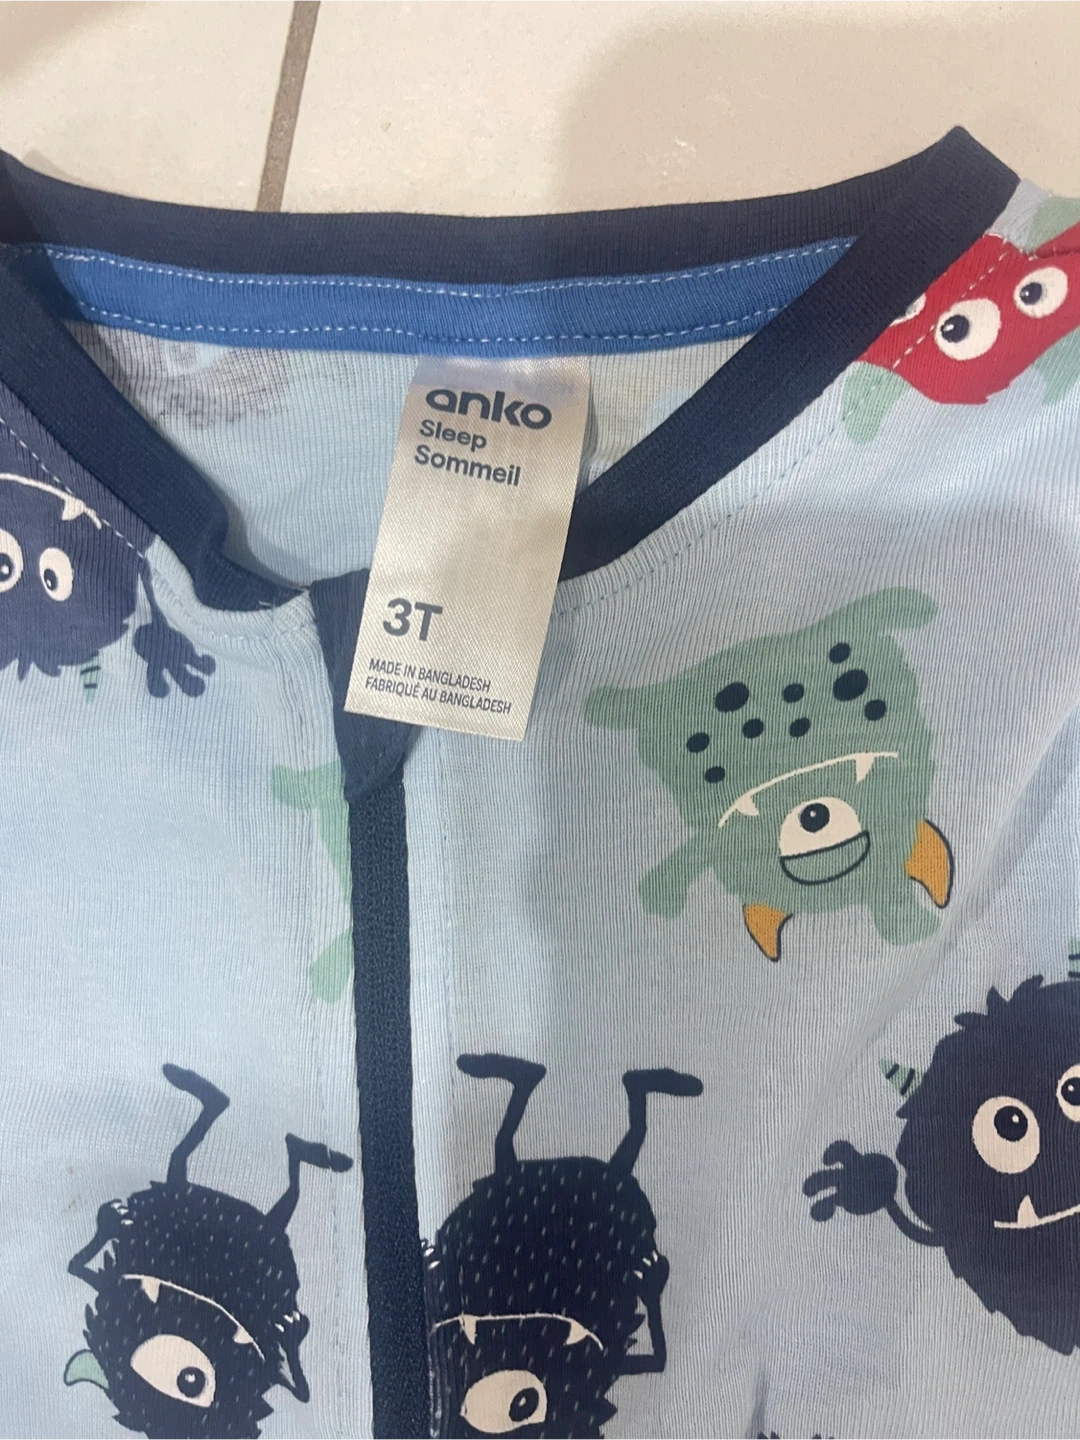 anko
Sleep
Sommeil
3T
MADE IN BANGLADESH
FABRIQUÉ AU BANGLADESH